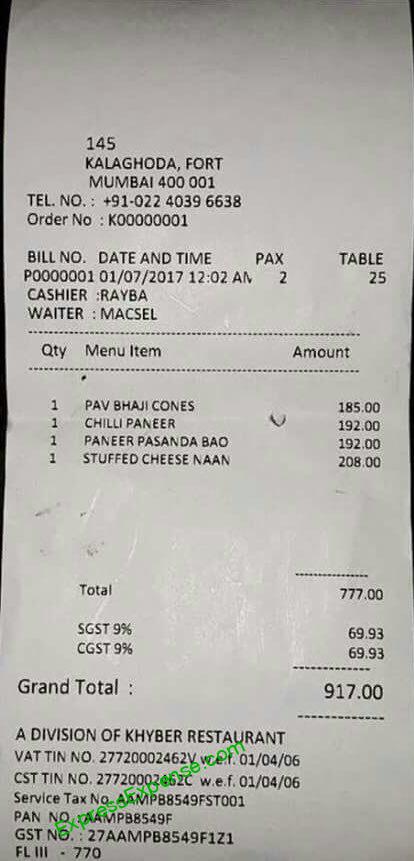 145
KALAGHODA, FORT
MUMBAI 400 001
TEL. NO. : +91-022 4039 6638
Order No : K00000001
BILL NO. DATE AND TIME PAX TABLE
P0000001 01/07/2017 12:02 AM 2 25
CASHIER :RAYBA
WAITER : MACSEL
Qty Menu Item Amount
1 PAV BHAJI CONES 185.00
1 CHILLI PANEER 192.00
1 PANEER PASANDA BAO 192.00
1 STUFFED CHEESE NAAN 208.00
Total 777.00
SGST 9% 69.93
CGST 9% 69.93
Grand Total : 917.00
A DIVISION OF KHYBER RESTAURANT
VAT TIN NO. 27720002462V w.e.f. 01/04/06
CST TIN NO. 27720002462C w.e.f. 01/04/06
Service Tax No. AAMPB8549FST001
PAN NO. AAMPB8549F
GST NO. : 27AAMPB8549F1Z1
FL III - 770
ExpressExpense.com